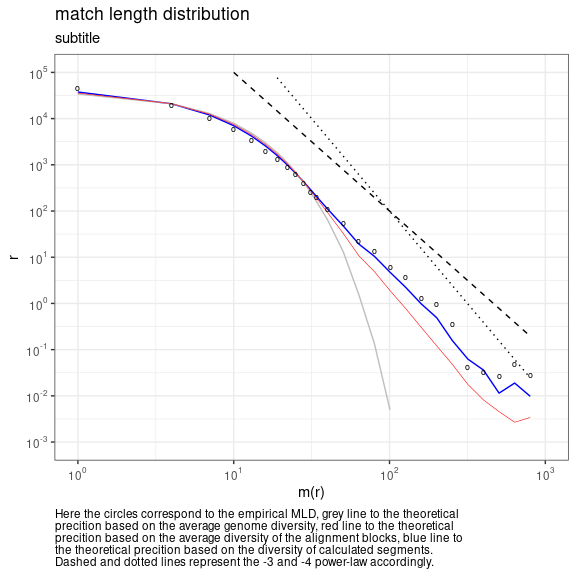 match length distribution
subtitle
10^5
10^4
10^3
10^2
10^1
10^0
10^-1
10^-2
10^-3
r
10^0
10^1
10^2
10^3
m(r)
Here the circles correspond to the empirical MLD, grey line to the theoretical
precition based on the average genome diversity, red line to the theoretical
precition based on the average diversity of the alignment blocks, blue line to
the theoretical precition based on the diversity of calculated segments.
Dashed and dotted lines represent the -3 and -4 power-law accordingly.